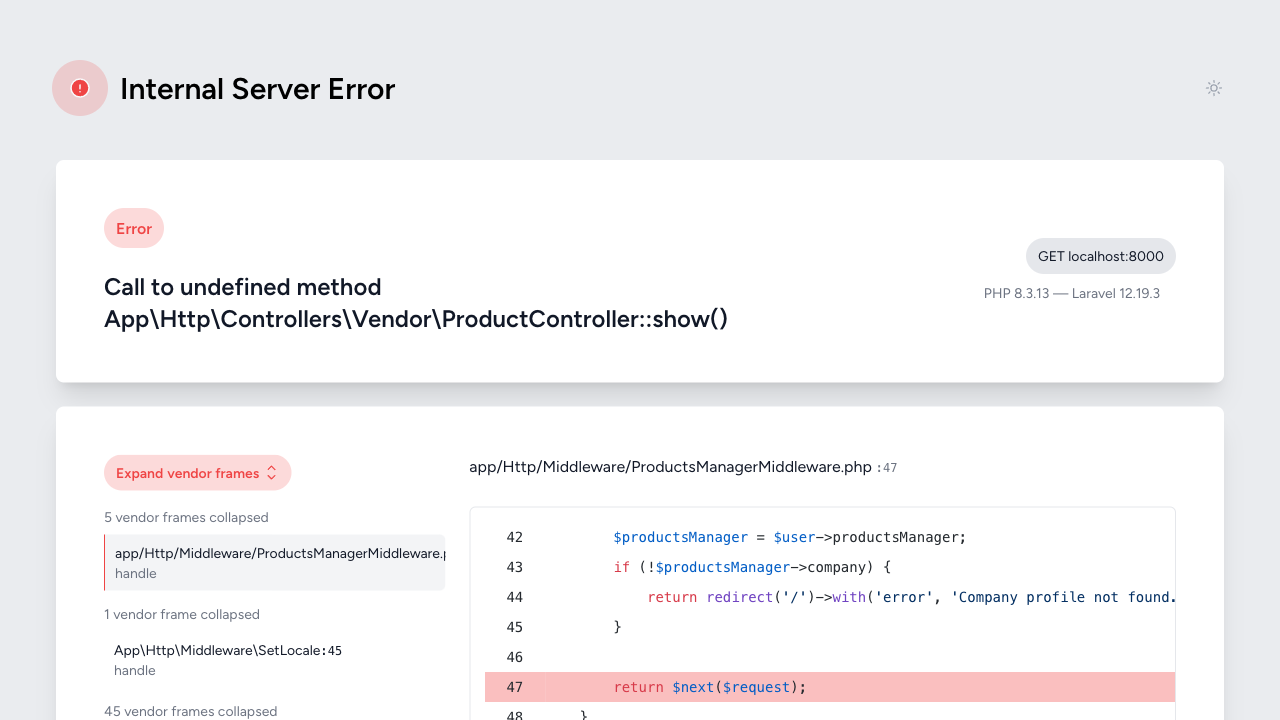 Internal Server Error
Error
Call to undefined method
App\Http\Controllers\Vendor\ProductController::show()
GET localhost:8000
PHP 8.3.13 — Laravel 12.19.3
Expand vendor frames
5 vendor frames collapsed
app/Http/Middleware/ProductsManagerMiddleware.p
handle
1 vendor frame collapsed
App\Http\Middleware\SetLocale:45
handle
45 vendor frames collapsed
app/Http/Middleware/ProductsManagerMiddleware.php :47
42 $productsManager = $user->productsManager;
43 if (!$productsManager->company) {
44 return redirect('/')->with('error', 'Company profile not found.
45 }
46
47 return $next($request);
48 }